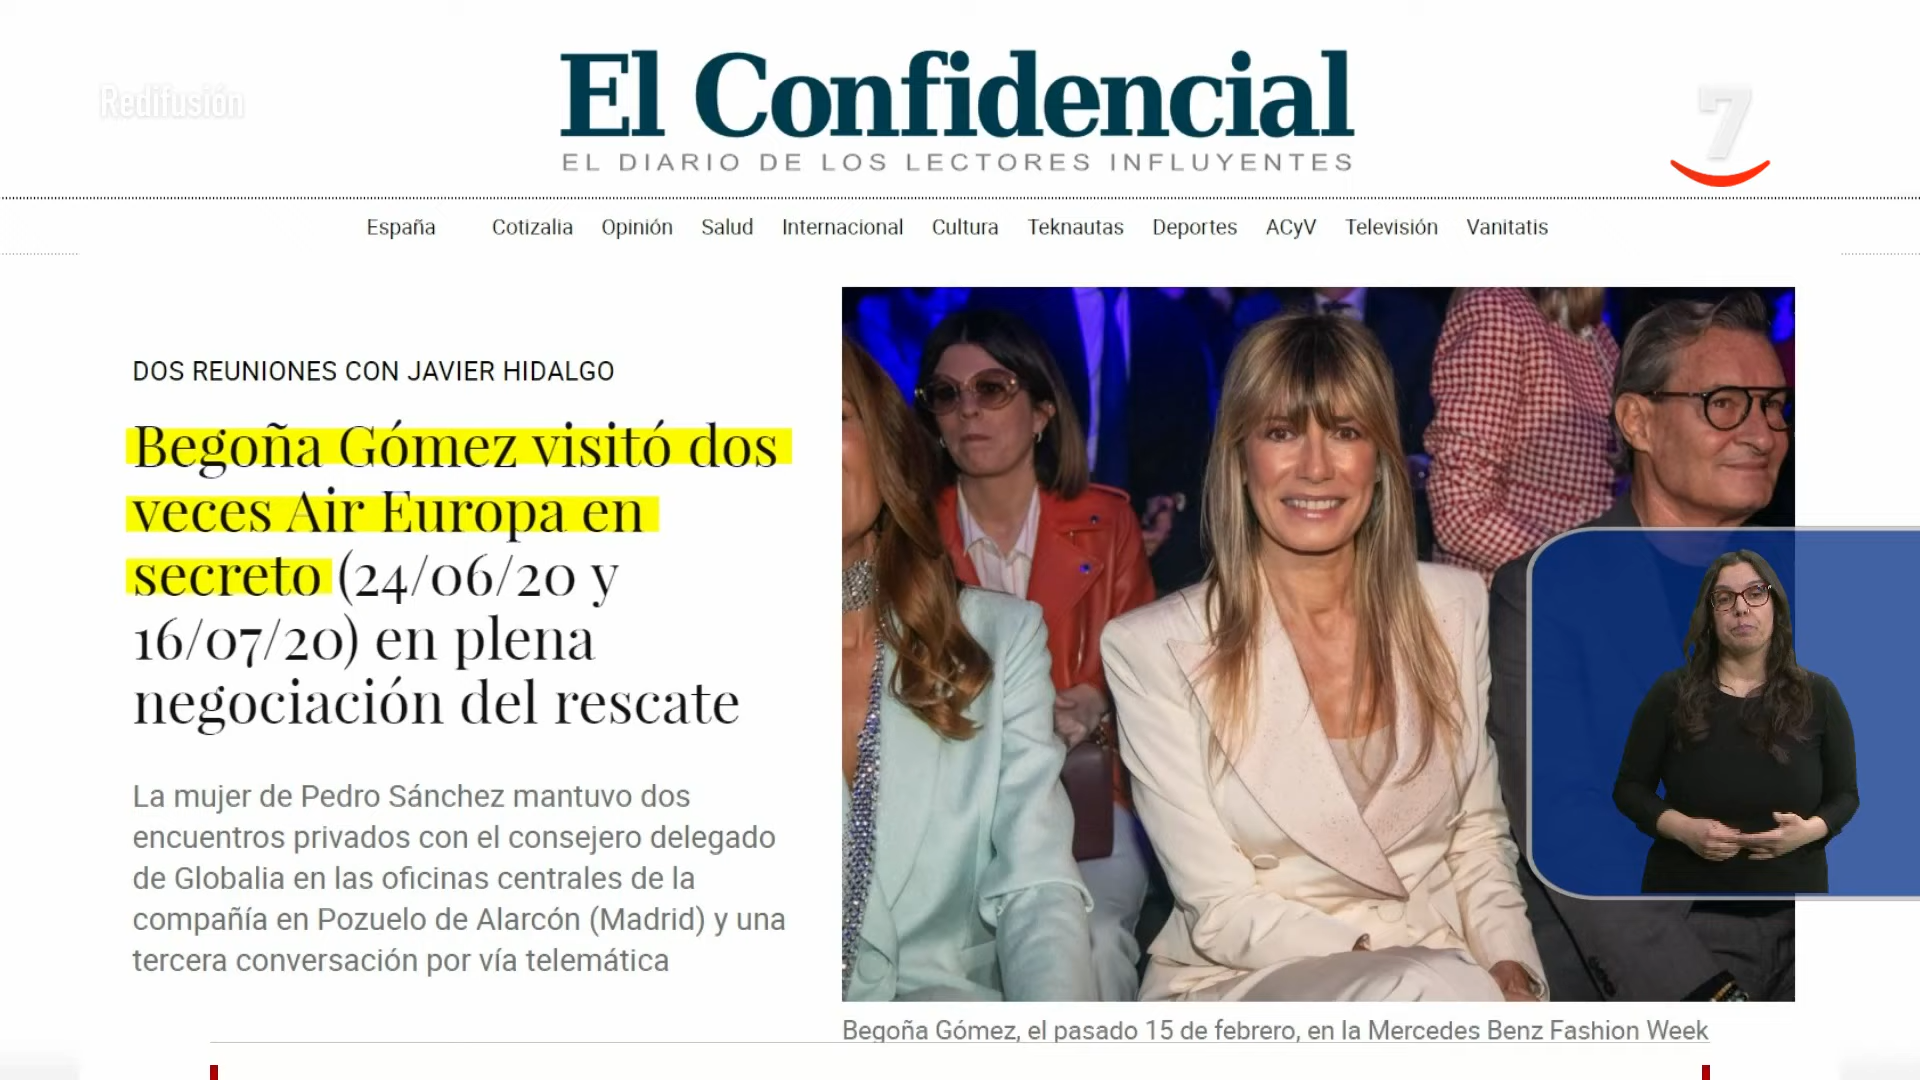 Redifusión
7
El Confidencial
EL DIARIO DE LOS LECTORES INFLUYENTES
España Cotizalia Opinión Salud Internacional Cultura Teknautas Deportes ACyV Televisión Vanitatis
DOS REUNIONES CON JAVIER HIDALGO
Begoña Gómez visitó dos
veces Air Europa en
secreto (24/06/20 y
16/07/20) en plena
negociación del rescate
La mujer de Pedro Sánchez mantuvo dos
encuentros privados con el consejero delegado
de Globalia en las oficinas centrales de la
compañía en Pozuelo de Alarcón (Madrid) y una
tercera conversación por vía telemática
Begoña Gómez, el pasado 15 de febrero, en la Mercedes Benz Fashion Week